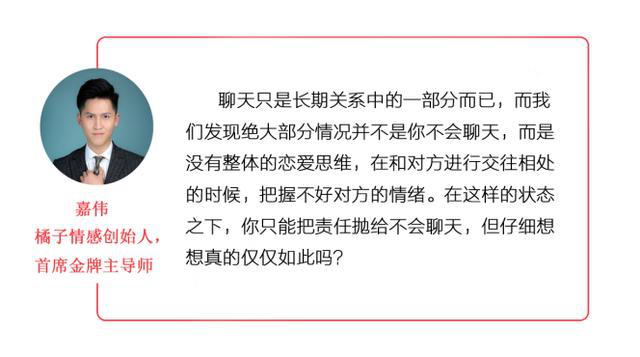 聊天只是长期关系中的一部分而已，而我
们发现绝大部分情况并不是你不会聊天，而是
没有整体的恋爱思维，在和对方进行交往相处
的时候，把握不好对方的情绪。在这样的状态
之下，你只能把责任抛给不会聊天，但仔细想
想真的仅仅如此吗？
嘉伟
橘子情感创始人，
首席金牌主导师